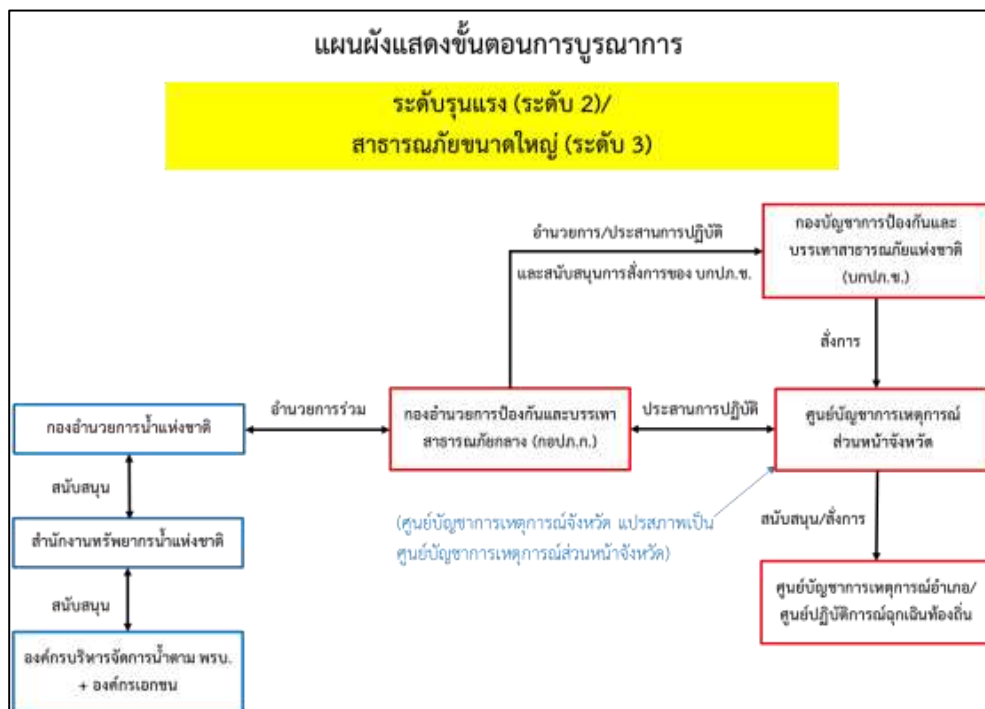 แผนผังแสดงขั้นตอนการบูรณาการ
ระดับรุนแรง (ระดับ 2)/
สาธารณภัยขนาดใหญ่ (ระดับ 3)
อำนวยการ/ประสานการปฏิบัติ
และสนับสนุนการสั่งการของ บกปภ.ช.
กองบัญชาการป้องกันและ
บรรเทาสาธารณภัยแห่งชาติ
(บกปภ.ช.)
สั่งการ
กองอำนวยการน้ำแห่งชาติ
อำนวยการร่วม
กองอำนวยการป้องกันและบรรเทา
สาธารณภัยกลาง (กอปภ.ก.)
ประสานการปฏิบัติ
ศูนย์บัญชาการเหตุการณ์
ส่วนหน้าจังหวัด
สนับสนุน
สำนักงานทรัพยากรน้ำแห่งชาติ
(ศูนย์บัญชาการเหตุการณ์จังหวัด แปรสภาพเป็น
ศูนย์บัญชาการเหตุการณ์ส่วนหน้าจังหวัด)
สนับสนุน/สั่งการ
สนับสนุน
ศูนย์บัญชาการเหตุการณ์อำเภอ/
ศูนย์ปฏิบัติการณ์ฉุกเฉินท้องถิ่น
องค์กรบริหารจัดการน้ำตาม พรบ.
+ องค์กรเอกชน